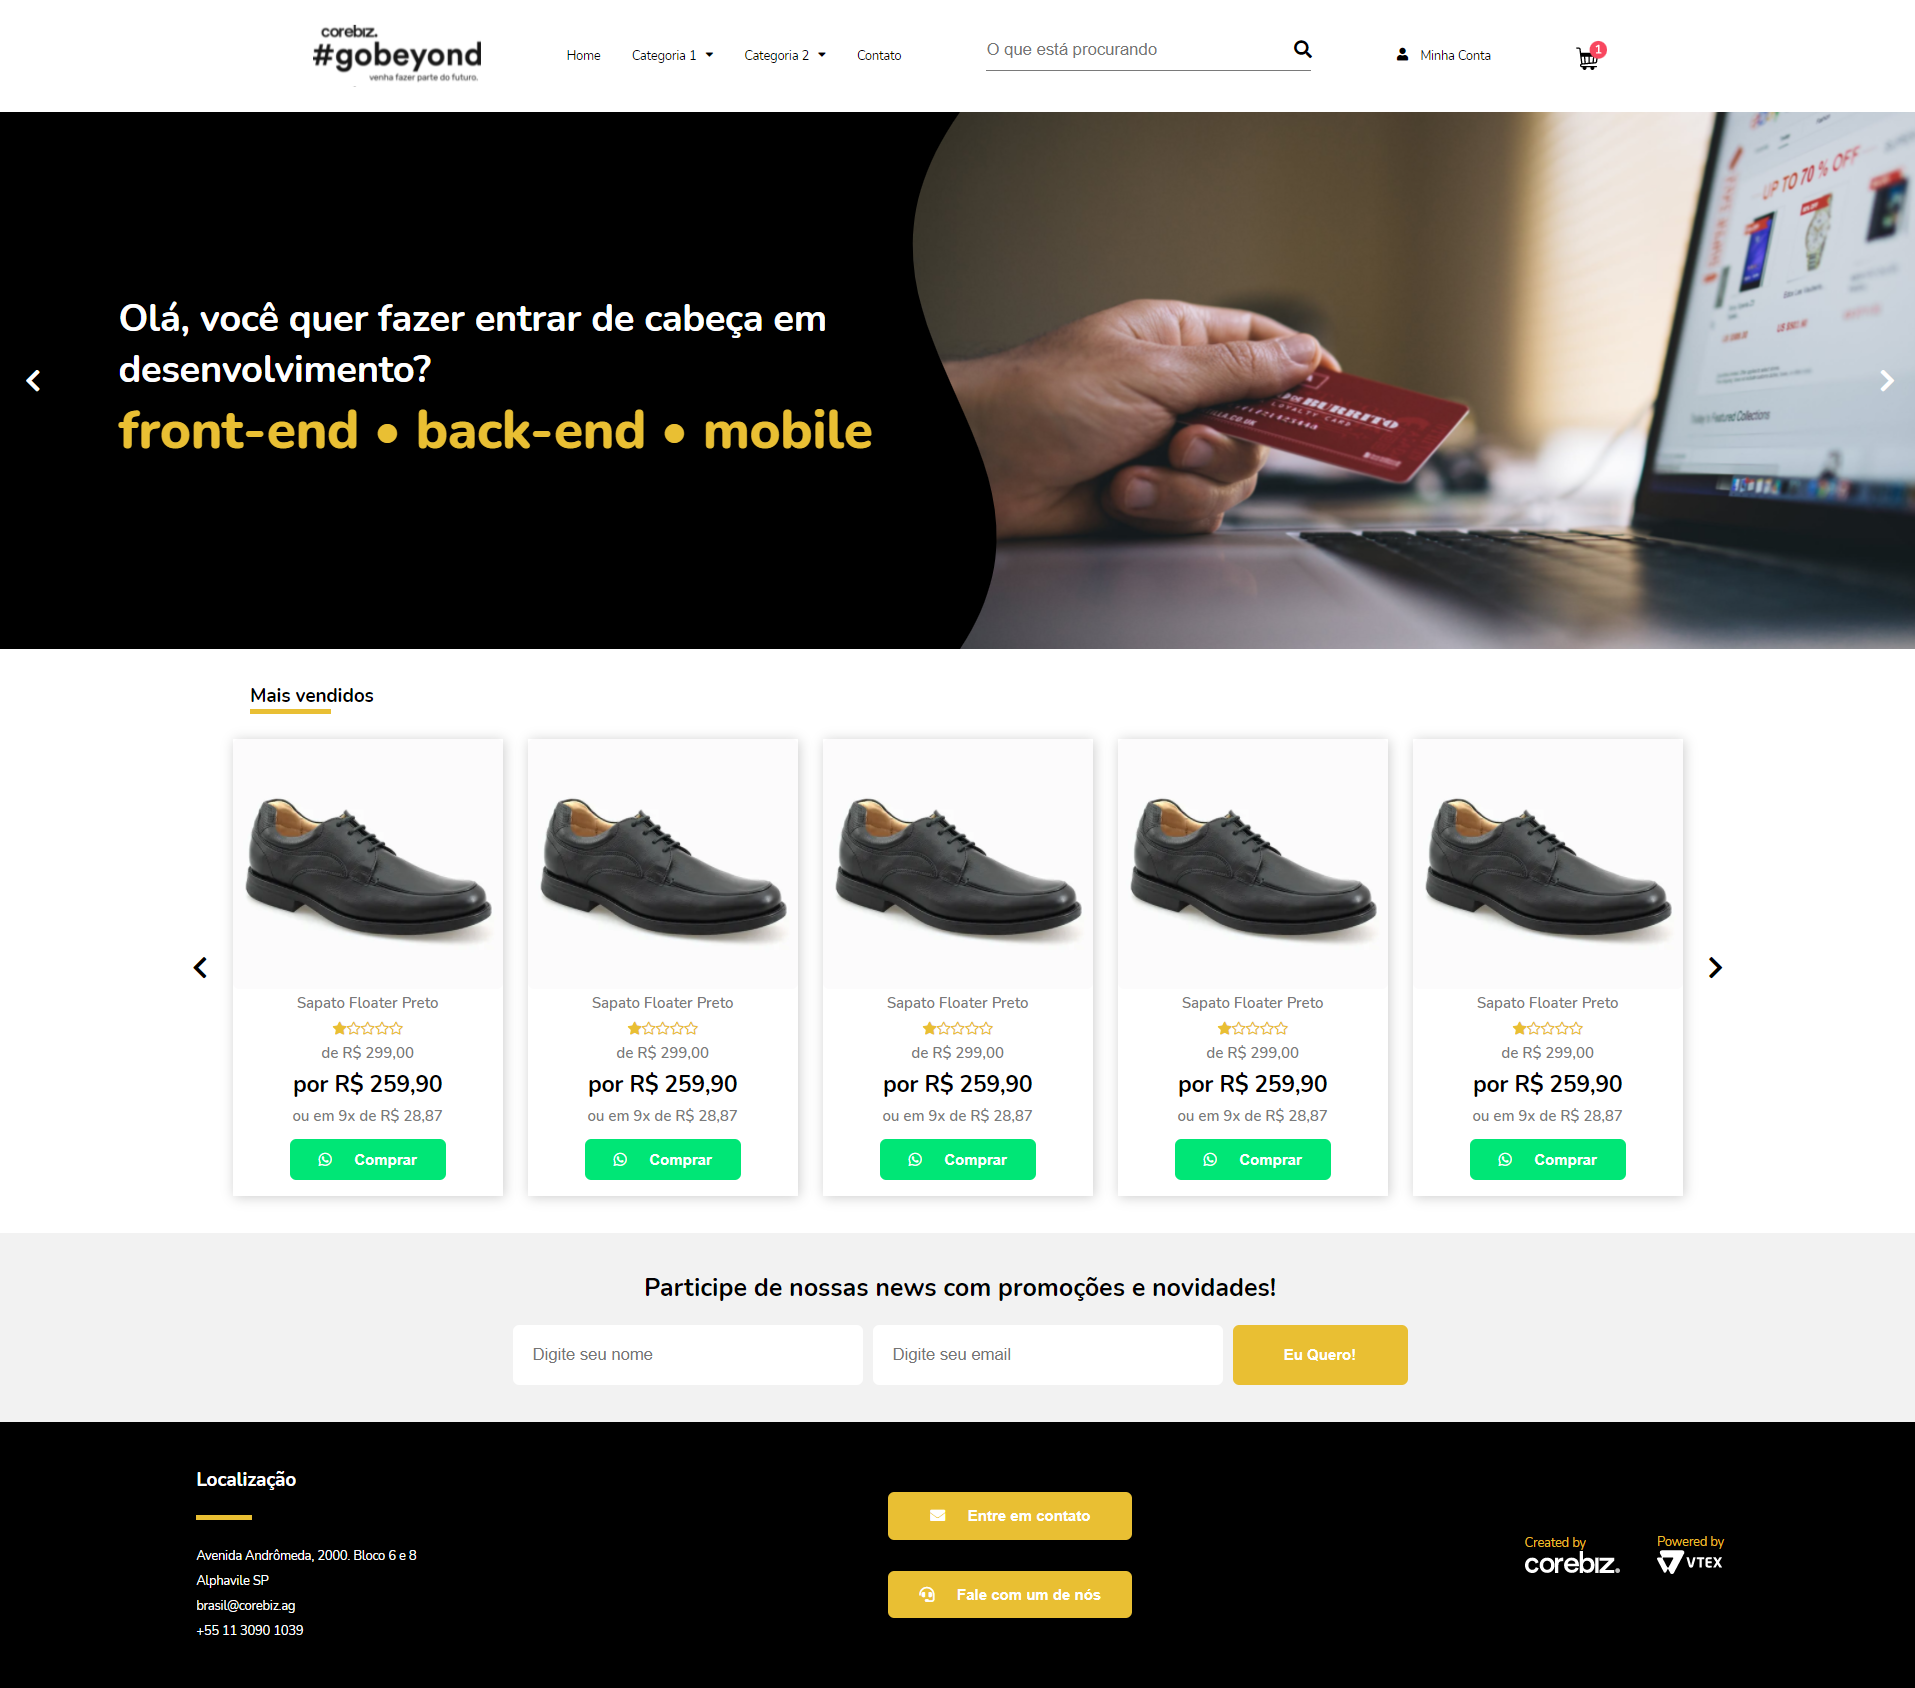 corebiz.
#gobeyond
venha fazer parte do futuro.
Home
Categoria 1
Categoria 2
Contato
O que está procurando
Minha Conta
1
Olá, você quer fazer entrar de cabeça em
desenvolvimento?
front-end • back-end • mobile
UP TO 70 % OFF
BURRITO
LOYALTY CARD
Featured Collections
Mais vendidos
Sapato Floater Preto
de R$ 299,00
por R$ 259,90
ou em 9x de R$ 28,87
Comprar
Sapato Floater Preto
de R$ 299,00
por R$ 259,90
ou em 9x de R$ 28,87
Comprar
Sapato Floater Preto
de R$ 299,00
por R$ 259,90
ou em 9x de R$ 28,87
Comprar
Sapato Floater Preto
de R$ 299,00
por R$ 259,90
ou em 9x de R$ 28,87
Comprar
Sapato Floater Preto
de R$ 299,00
por R$ 259,90
ou em 9x de R$ 28,87
Comprar
Participe de nossas news com promoções e novidades!
Digite seu nome
Digite seu email
Eu Quero!
Localização
Avenida Andrômeda, 2000. Bloco 6 e 8
Alphavile SP
brasil@corebiz.ag
+55 11 3090 1039
Entre em contato
Fale com um de nós
Created by
corebiz.
Powered by
VTEX